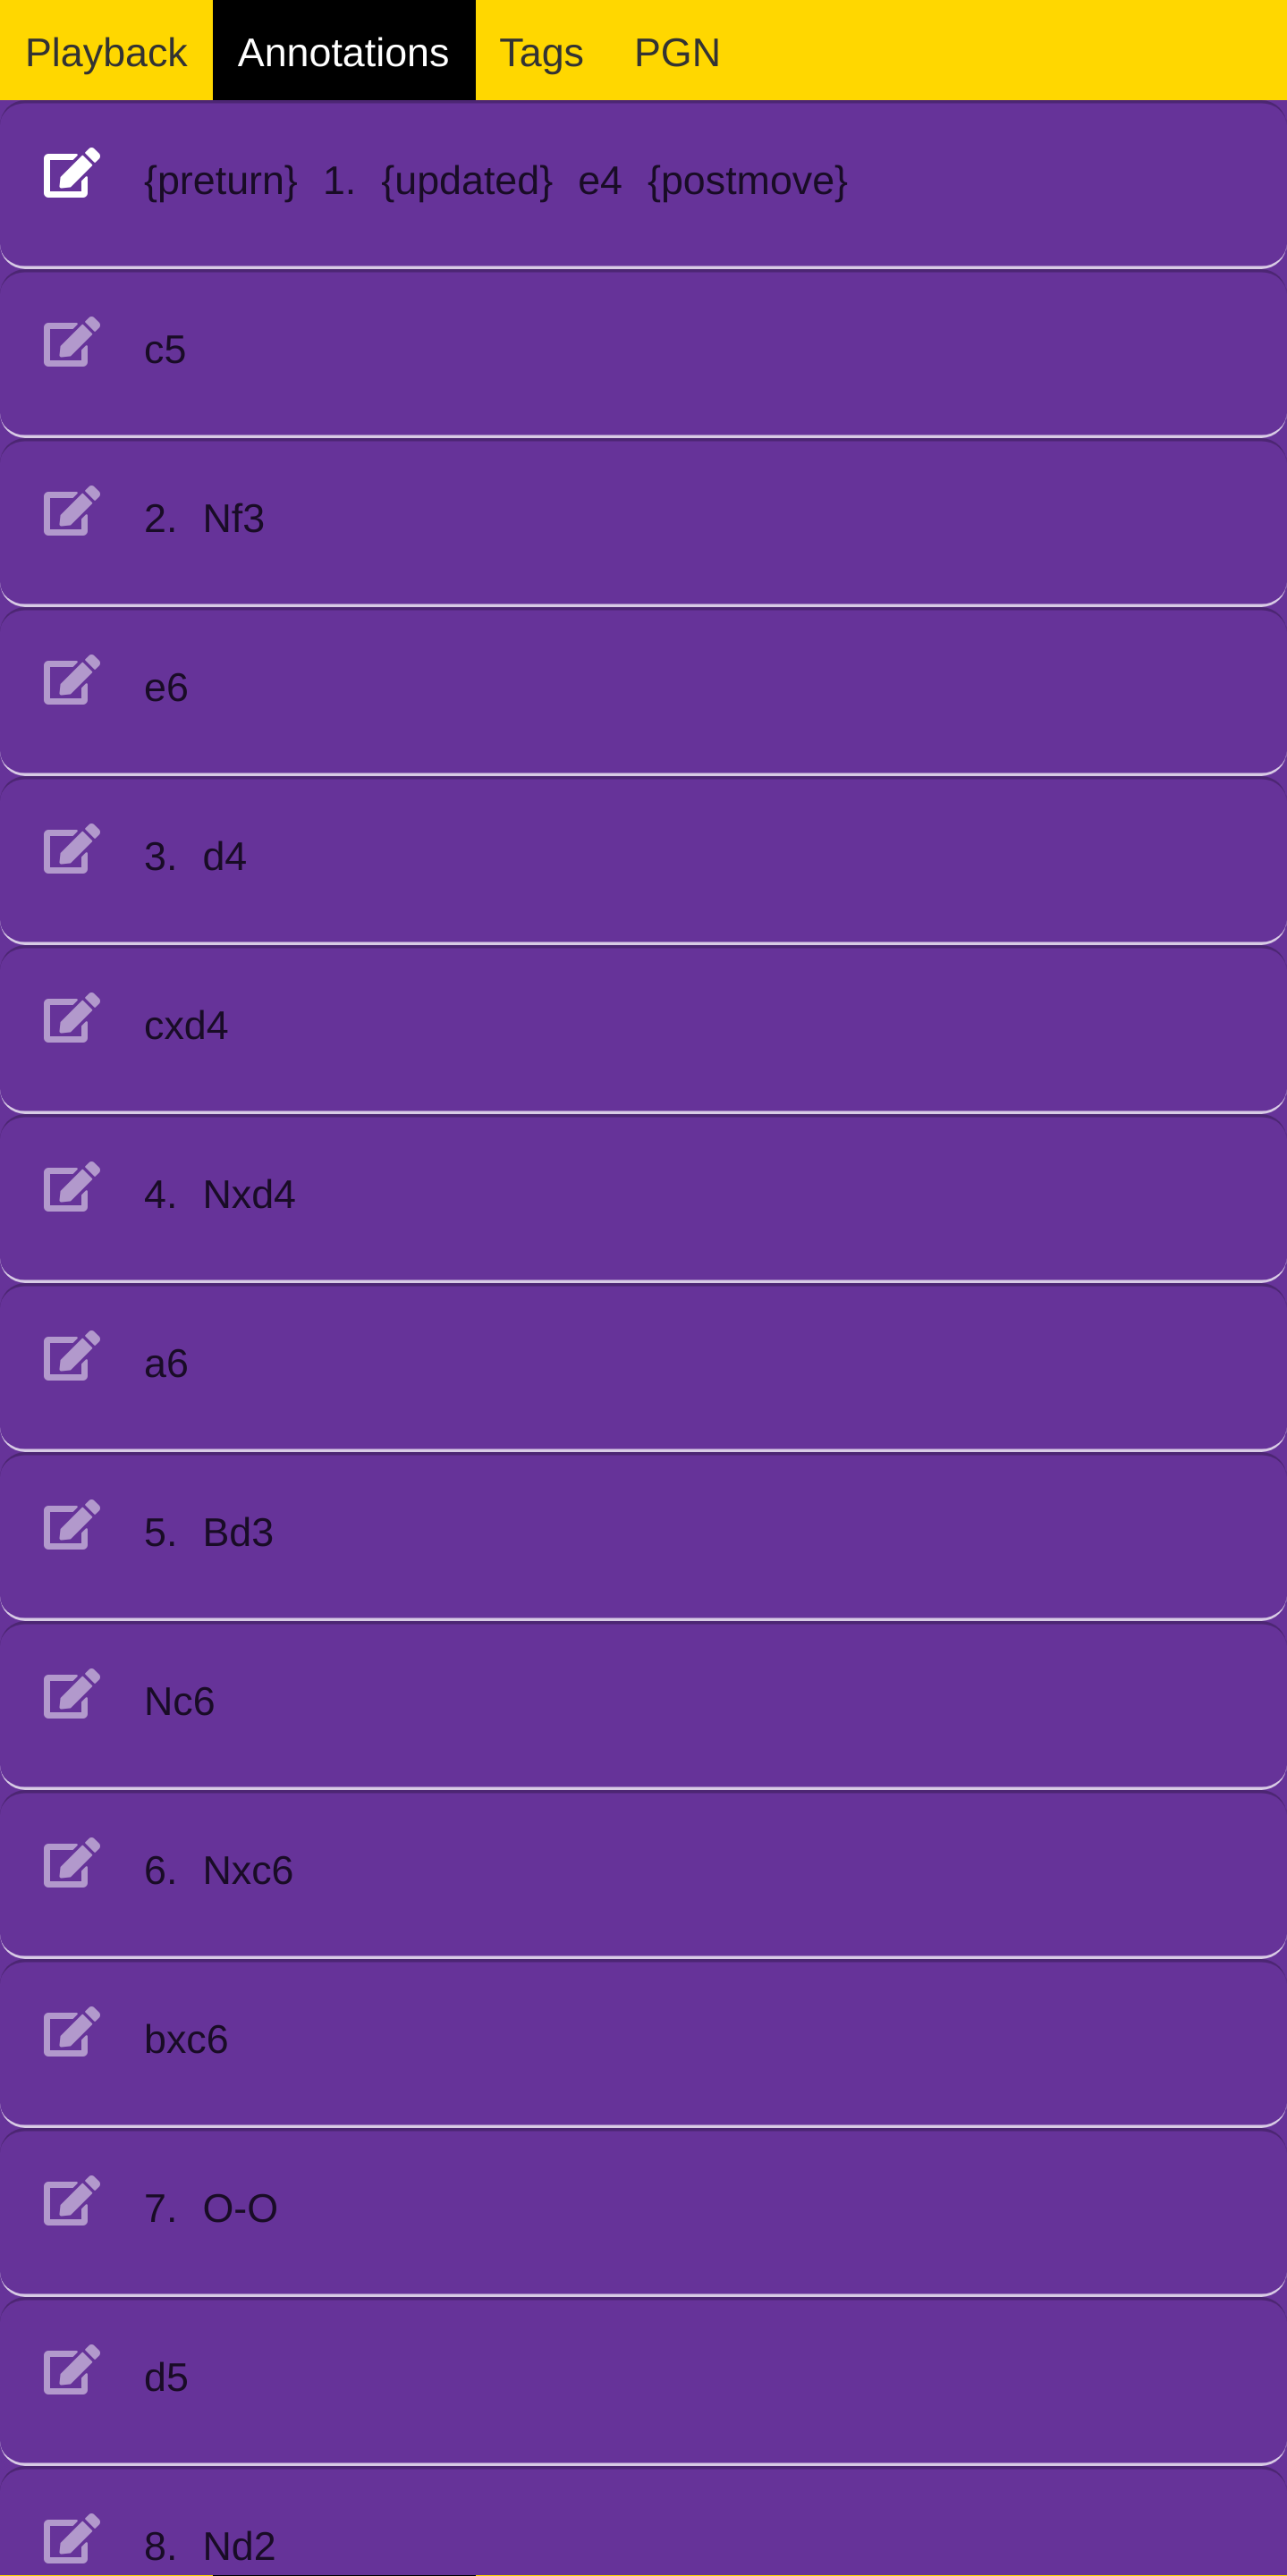 Playback Annotations Tags PGN
{preturn} 1. {updated} e4 {postmove}
c5
2. Nf3
e6
3. d4
cxd4
4. Nxd4
a6
5. Bd3
Nc6
6. Nxc6
bxc6
7. O-O
d5
8. Nd2